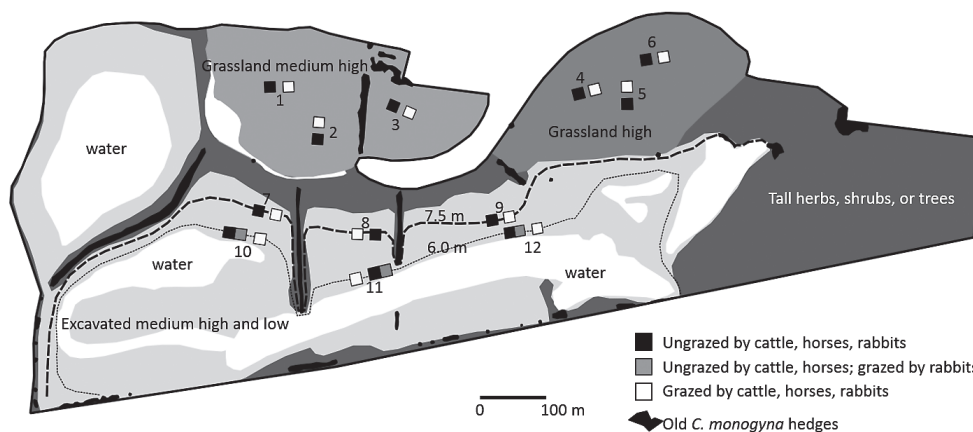 Grassland medium high
6
4
1
5
3
2
Grassland high
water
Tall herbs, shrubs, or trees
7
8
9
7.5 m
6.0 m
10
12
water
water
11
Excavated medium high and low
Ungrazed by cattle, horses, rabbits
Ungrazed by cattle, horses; grazed by rabbits
Grazed by cattle, horses, rabbits
0
100 m
Old C. monogyna hedges